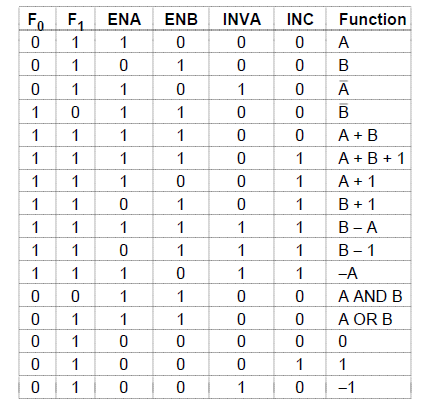 F₀ F₁ ENA ENB INVA INC Function
0 1 1 0 0 0 A
0 1 0 1 0 0 B
0 1 1 0 1 0 A̅
1 0 1 1 0 0 B̅
1 1 1 1 0 0 A + B
1 1 1 1 0 1 A + B + 1
1 1 1 0 0 1 A + 1
1 1 0 1 0 1 B + 1
1 1 1 1 1 1 B – A
1 1 0 1 1 1 B – 1
1 1 1 0 1 1 –A
0 0 1 1 0 0 A AND B
0 1 1 1 0 0 A OR B
0 1 0 0 0 0 0
0 1 0 0 0 1 1
0 1 0 0 1 0 –1